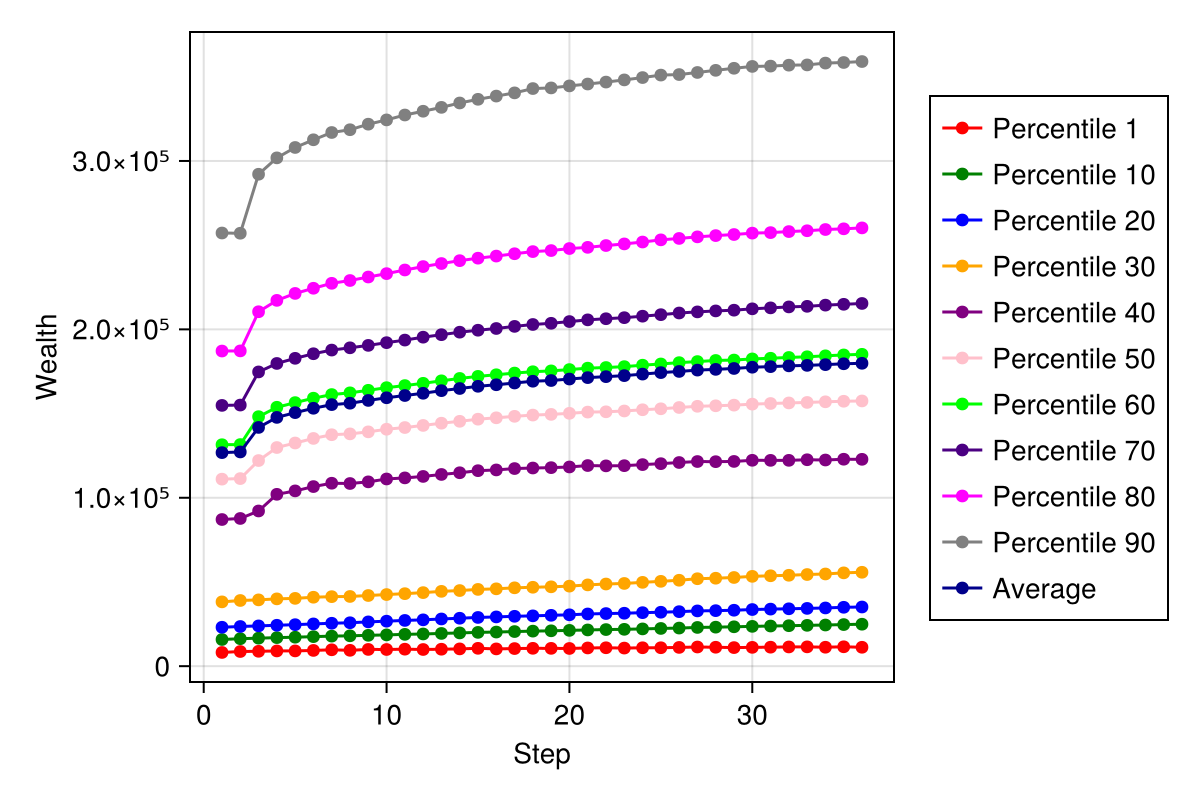 Wealth
3.0×10⁵
2.0×10⁵
1.0×10⁵
0
0 10 20 30
Step
Percentile 1
Percentile 10
Percentile 20
Percentile 30
Percentile 40
Percentile 50
Percentile 60
Percentile 70
Percentile 80
Percentile 90
Average